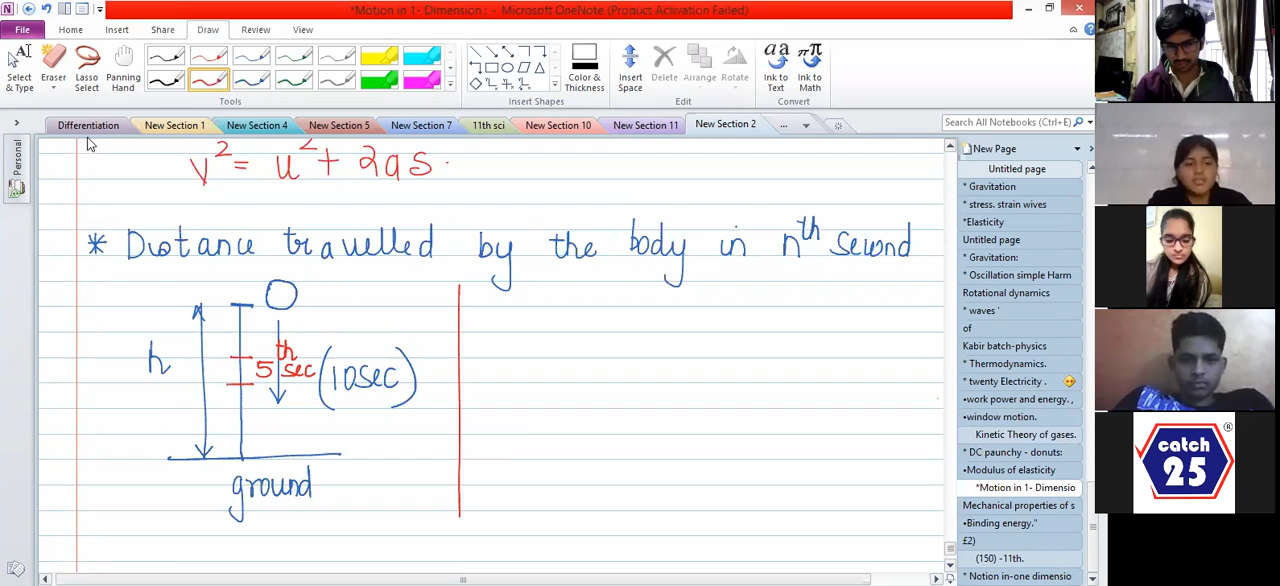 *Motion in 1- Dimension : - Microsoft OneNote (Product Activation Failed)
File Home Insert Share Draw Review View
Select & Type
Eraser
Lasso Select
Panning Hand
Color & Thickness
Insert Space
Delete
Arrange
Rotate
Ink to Text
Ink to Math
Tools
Insert Shapes
Edit
Convert
Differentiation
New Section 1
New Section 4
New Section 5
New Section 7
11th sci
New Section 10
New Section 11
New Section 2
...
Search All Notebooks (Ctrl+E)
Personal
v² = u² + 2as.
* Distance travelled by the body in nth second
h
5th sec (10sec)
ground
New Page
Untitled page
* Gravitation
* stress. strain wives
*Elasticity
Untitled page
* Gravitation:
* Oscillation simple Harm
Rotational dynamics
* waves '
of
Kabir batch-physics
* Thermodynamics.
* twenty Electricity .
•work power and energy. ,
•window motion.
Kinetic Theory of gases.
* DC paunchy - donuts:
•Modulus of elasticity
*Motion in 1- Dimensio
Mechanical properties of s
•Binding energy."
£2)
(150) -11th.
* Notion in-one dimensio
catch
25
®